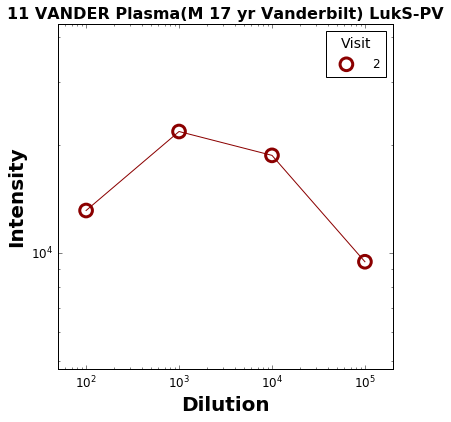 11 VANDER Plasma(M 17 yr Vanderbilt) LukS-PV
Visit
2
Intensity
10^4
10^2 10^3 10^4 10^5
Dilution